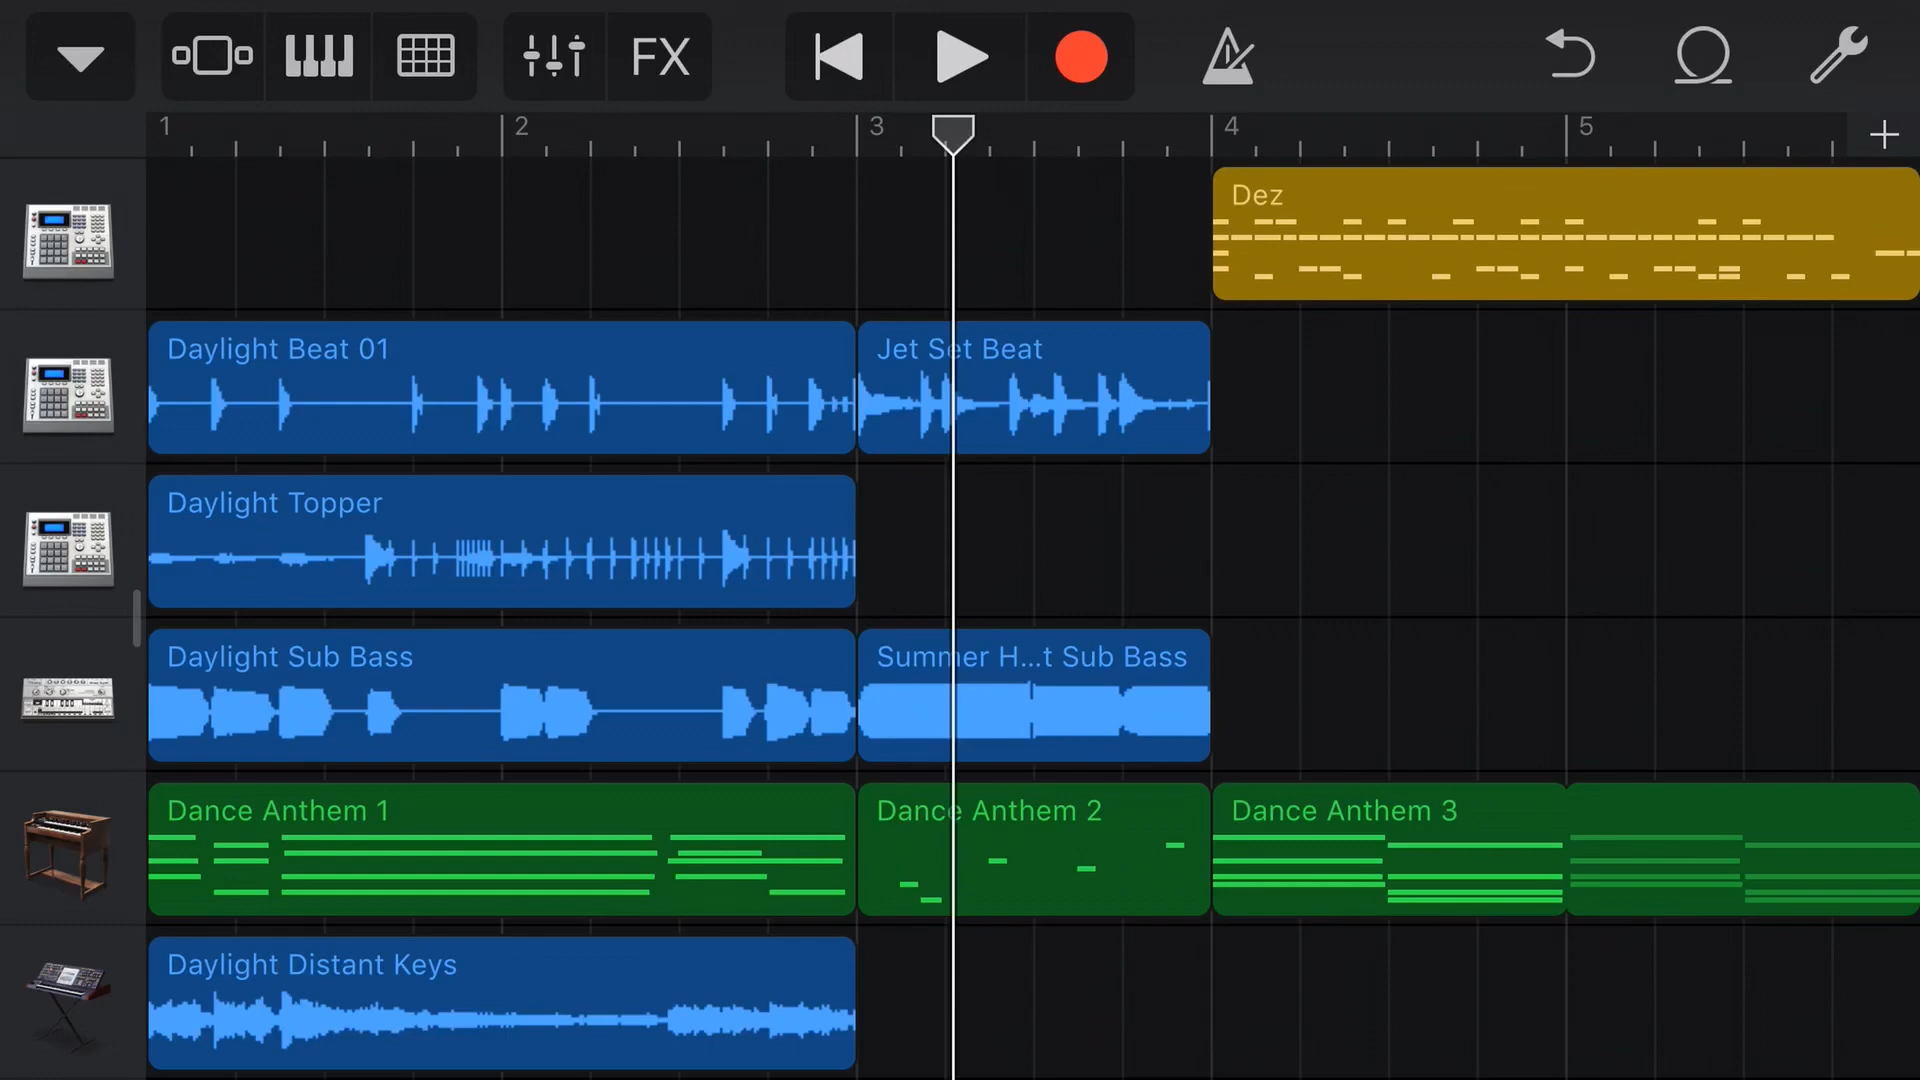 FX
1 2 3 4 5
Dez
Daylight Beat 01
Jet Set Beat
Daylight Topper
Daylight Sub Bass
Summer H...t Sub Bass
Dance Anthem 1
Dance Anthem 2
Dance Anthem 3
Daylight Distant Keys